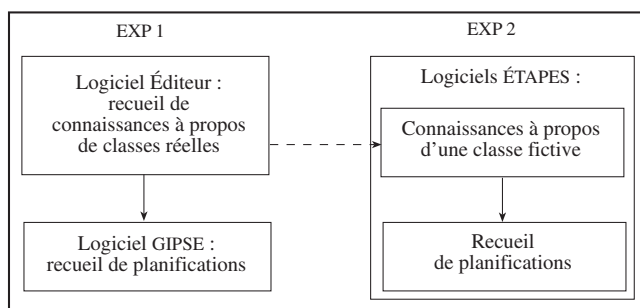 EXP 1
Logiciel Éditeur :
recueil de
connaissances à propos
de classes réelles
Logiciel GIPSE :
recueil de planifications
EXP 2
Logiciels ÉTAPES :
Connaissances à propos
d'une classe fictive
Recueil
de planifications